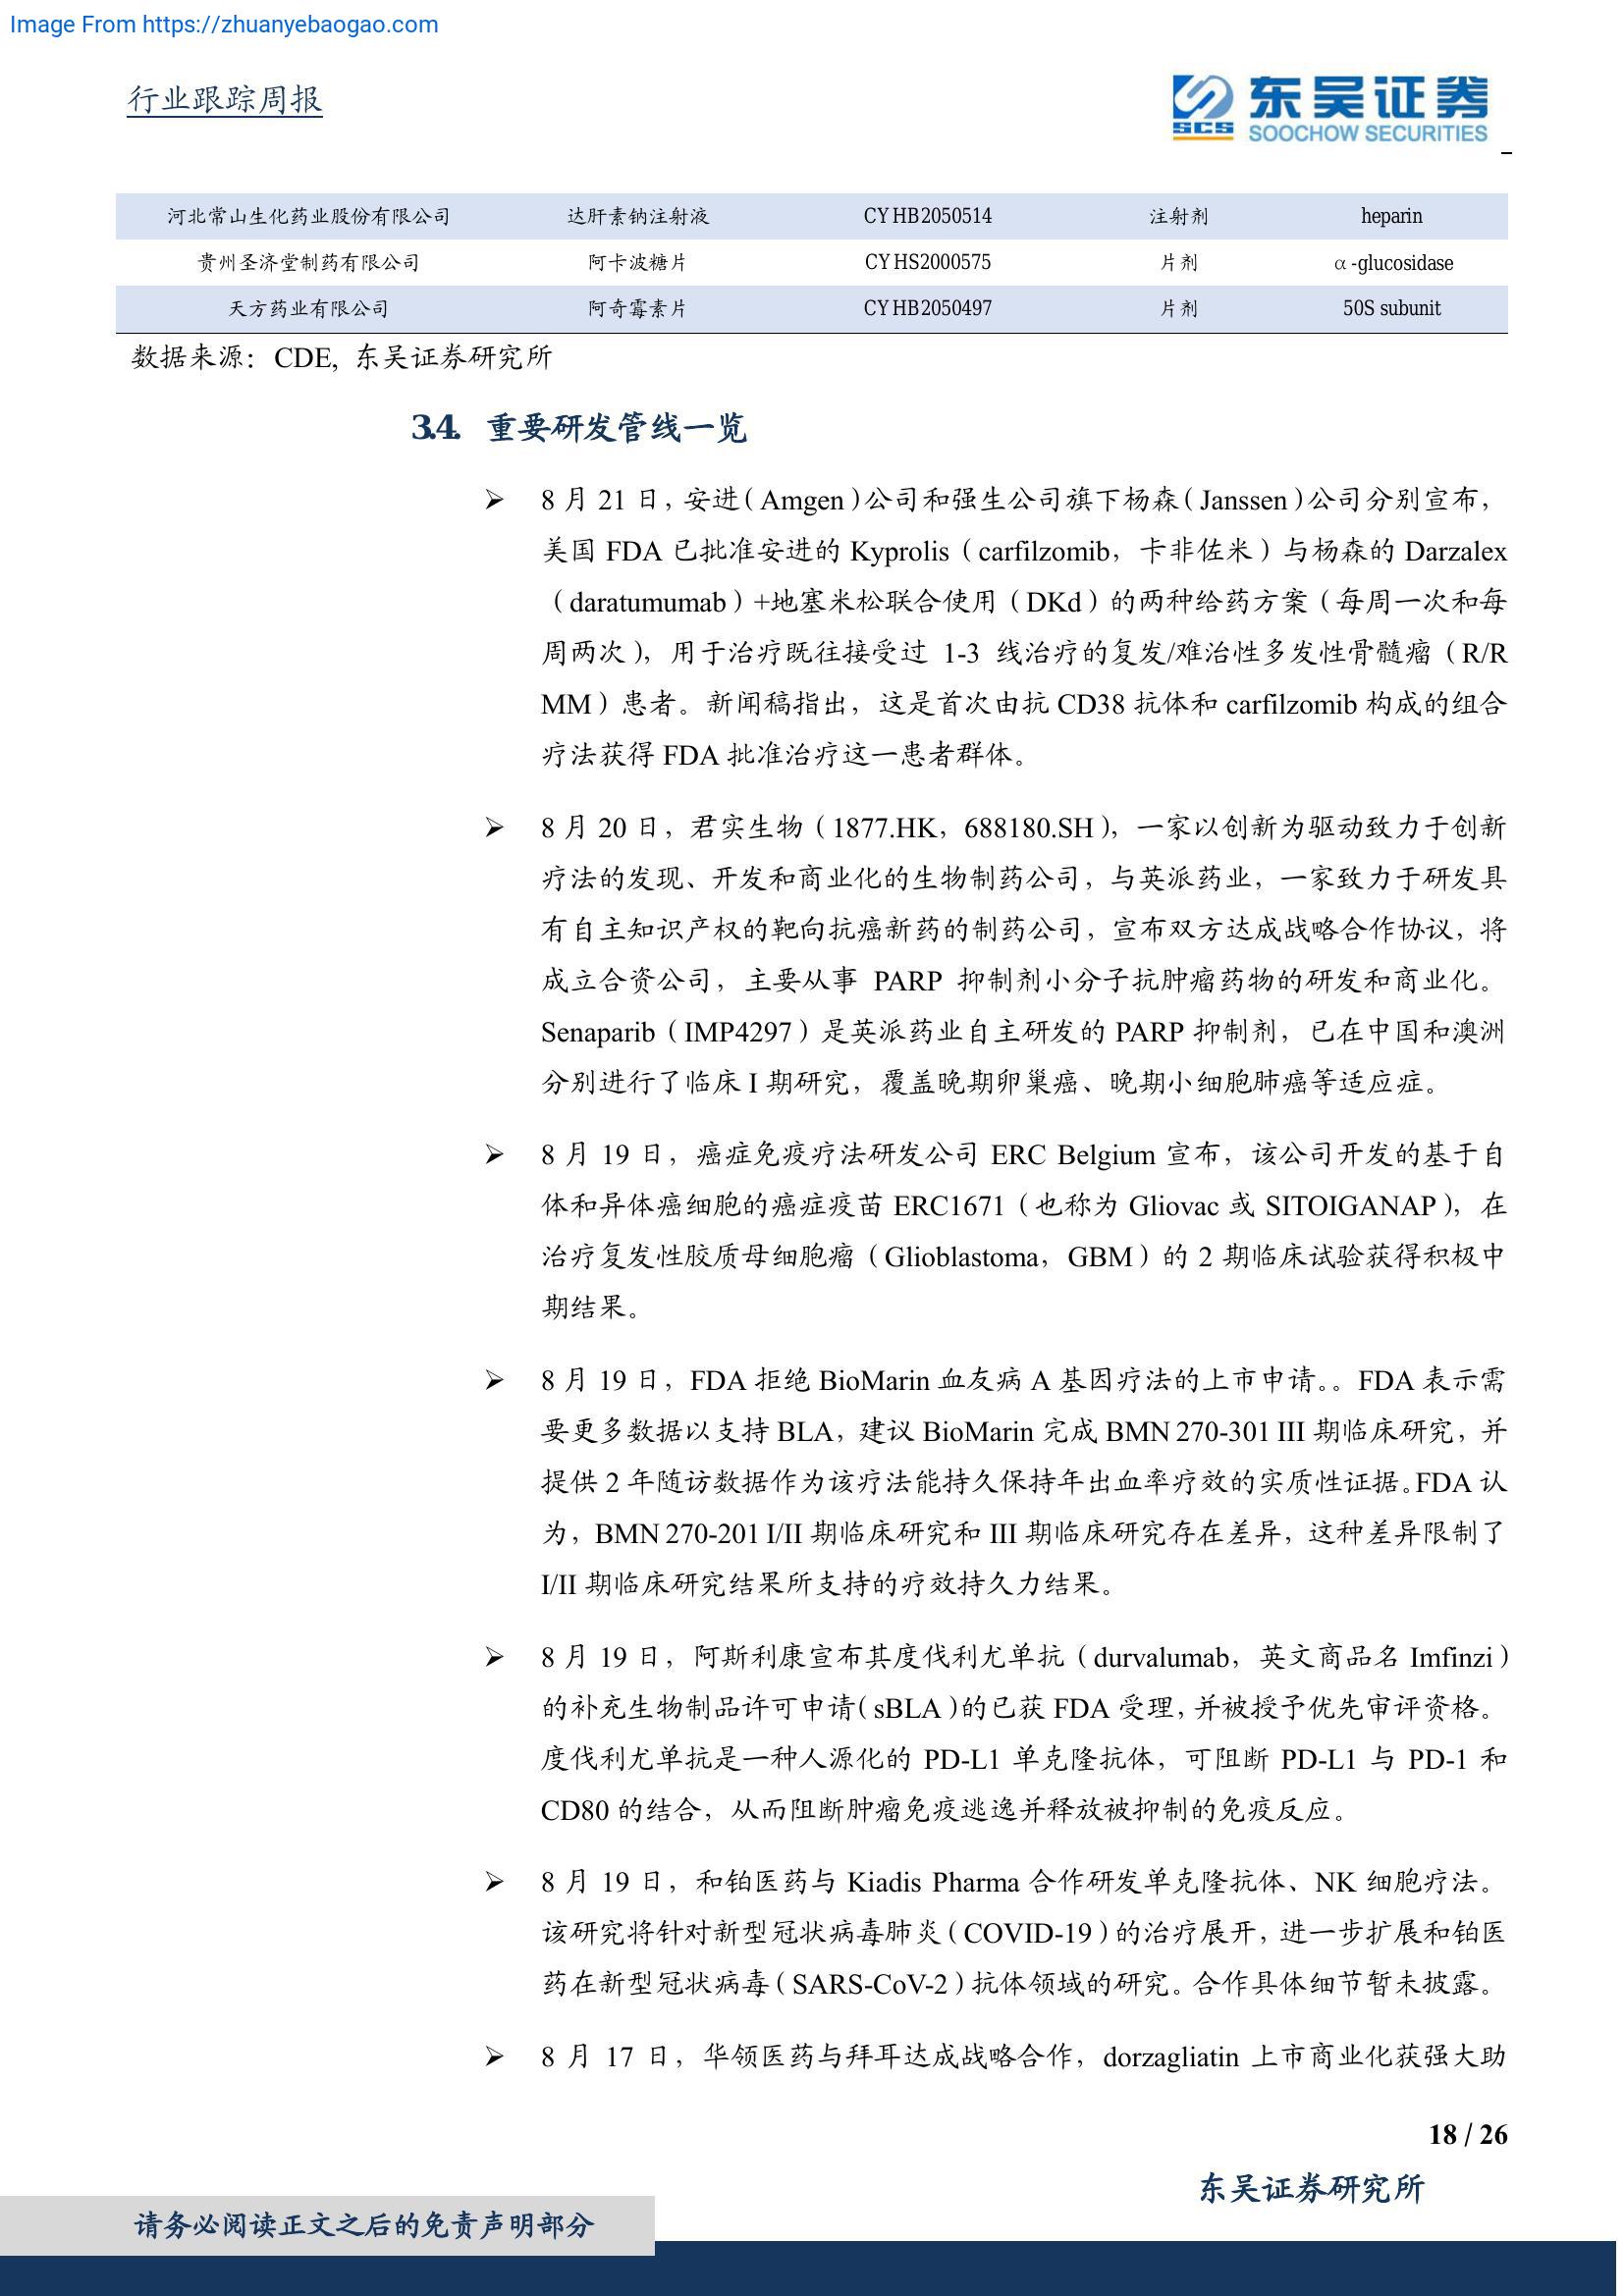 Image From https://zhuanyebaogao.com
行业跟踪周报
SCS 东吴证券
SOOCHOW SECURITIES
河北常山生化药业股份有限公司 达肝素钠注射液 CYHB2050514 注射剂 heparin
贵州圣济堂制药有限公司 阿卡波糖片 CYHS2000575 片剂 α-glucosidase
天方药业有限公司 阿奇霉素片 CYHB2050497 片剂 50S subunit
数据来源：CDE, 东吴证券研究所
3.4. 重要研发管线一览
➢ 8 月 21 日，安进（Amgen）公司和强生公司旗下杨森（Janssen）公司分别宣布，
美国 FDA 已批准安进的 Kyprolis（carfilzomib，卡非佐米）与杨森的 Darzalex
（daratumumab）+地塞米松联合使用（DKd）的两种给药方案（每周一次和每
周两次），用于治疗既往接受过 1-3 线治疗的复发/难治性多发性骨髓瘤（R/R
MM）患者。新闻稿指出，这是首次由抗 CD38 抗体和 carfilzomib 构成的组合
疗法获得 FDA 批准治疗这一患者群体。
➢ 8 月 20 日，君实生物（1877.HK，688180.SH），一家以创新为驱动致力于创新
疗法的发现、开发和商业化的生物制药公司，与英派药业，一家致力于研发具
有自主知识产权的靶向抗癌新药的制药公司，宣布双方达成战略合作协议，将
成立合资公司，主要从事 PARP 抑制剂小分子抗肿瘤药物的研发和商业化。
Senaparib（IMP4297）是英派药业自主研发的 PARP 抑制剂，已在中国和澳洲
分别进行了临床 I 期研究，覆盖晚期卵巢癌、晚期小细胞肺癌等适应症。
➢ 8 月 19 日，癌症免疫疗法研发公司 ERC Belgium 宣布，该公司开发的基于自
体和异体癌细胞的癌症疫苗 ERC1671（也称为 Gliovac 或 SITOIGANAP），在
治疗复发性胶质母细胞瘤（Glioblastoma，GBM）的 2 期临床试验获得积极中
期结果。
➢ 8 月 19 日，FDA 拒绝 BioMarin 血友病 A 基因疗法的上市申请。。FDA 表示需
要更多数据以支持 BLA，建议 BioMarin 完成 BMN 270-301 III 期临床研究，并
提供 2 年随访数据作为该疗法能持久保持年出血率疗效的实质性证据。FDA 认
为，BMN 270-201 I/II 期临床研究和 III 期临床研究存在差异，这种差异限制了
I/II 期临床研究结果所支持的疗效持久力结果。
➢ 8 月 19 日，阿斯利康宣布其度伐利尤单抗（durvalumab，英文商品名 Imfinzi）
的补充生物制品许可申请（sBLA）的已获 FDA 受理，并被授予优先审评资格。
度伐利尤单抗是一种人源化的 PD-L1 单克隆抗体，可阻断 PD-L1 与 PD-1 和
CD80 的结合，从而阻断肿瘤免疫逃逸并释放被抑制的免疫反应。
➢ 8 月 19 日，和铂医药与 Kiadis Pharma 合作研发单克隆抗体、NK 细胞疗法。
该研究将针对新型冠状病毒肺炎（COVID-19）的治疗展开，进一步扩展和铂医
药在新型冠状病毒（SARS-CoV-2）抗体领域的研究。合作具体细节暂未披露。
➢ 8 月 17 日，华领医药与拜耳达成战略合作，dorzagliatin 上市商业化获强大助
18 / 26
东吴证券研究所
请务必阅读正文之后的免责声明部分